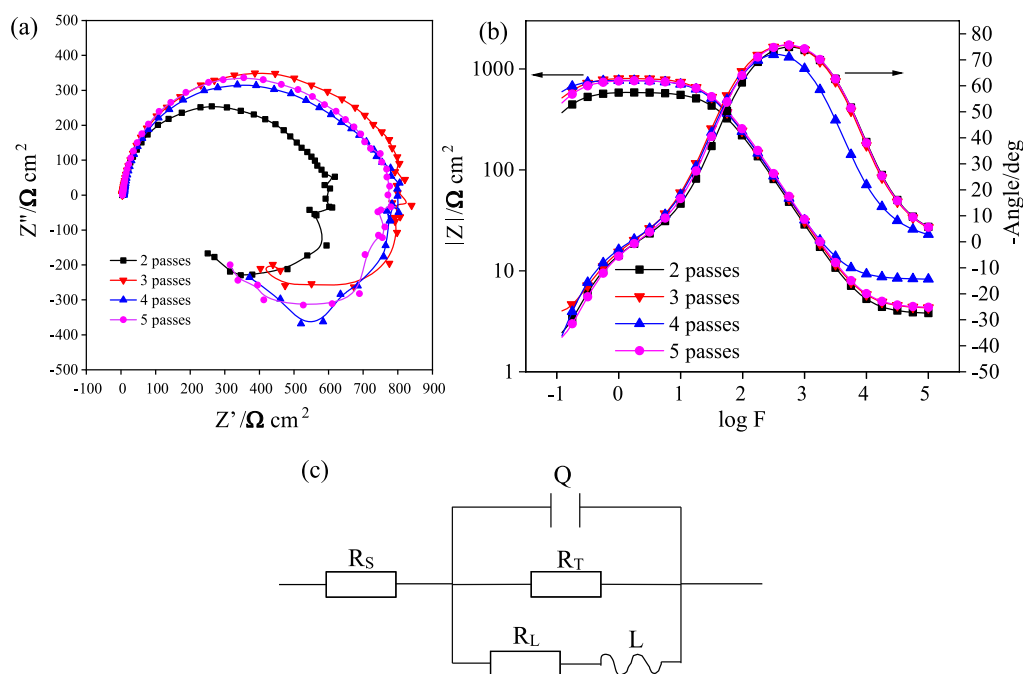 (a)
500
400
300
200
100
0
-100
-200
-300
-400
-500
Z''/Ω cm²
2 passes
3 passes
4 passes
5 passes
-100 0 100 200 300 400 500 600 700 800 900
Z'/Ω cm²
(b)
1000
100
10
1
|Z|/Ω cm²
2 passes
3 passes
4 passes
5 passes
80
70
60
50
40
30
20
10
0
-10
-20
-30
-40
-50
-Angle/deg
-1 0 1 2 3 4 5
log F
(c)
Q
R_S
R_T
R_L
L